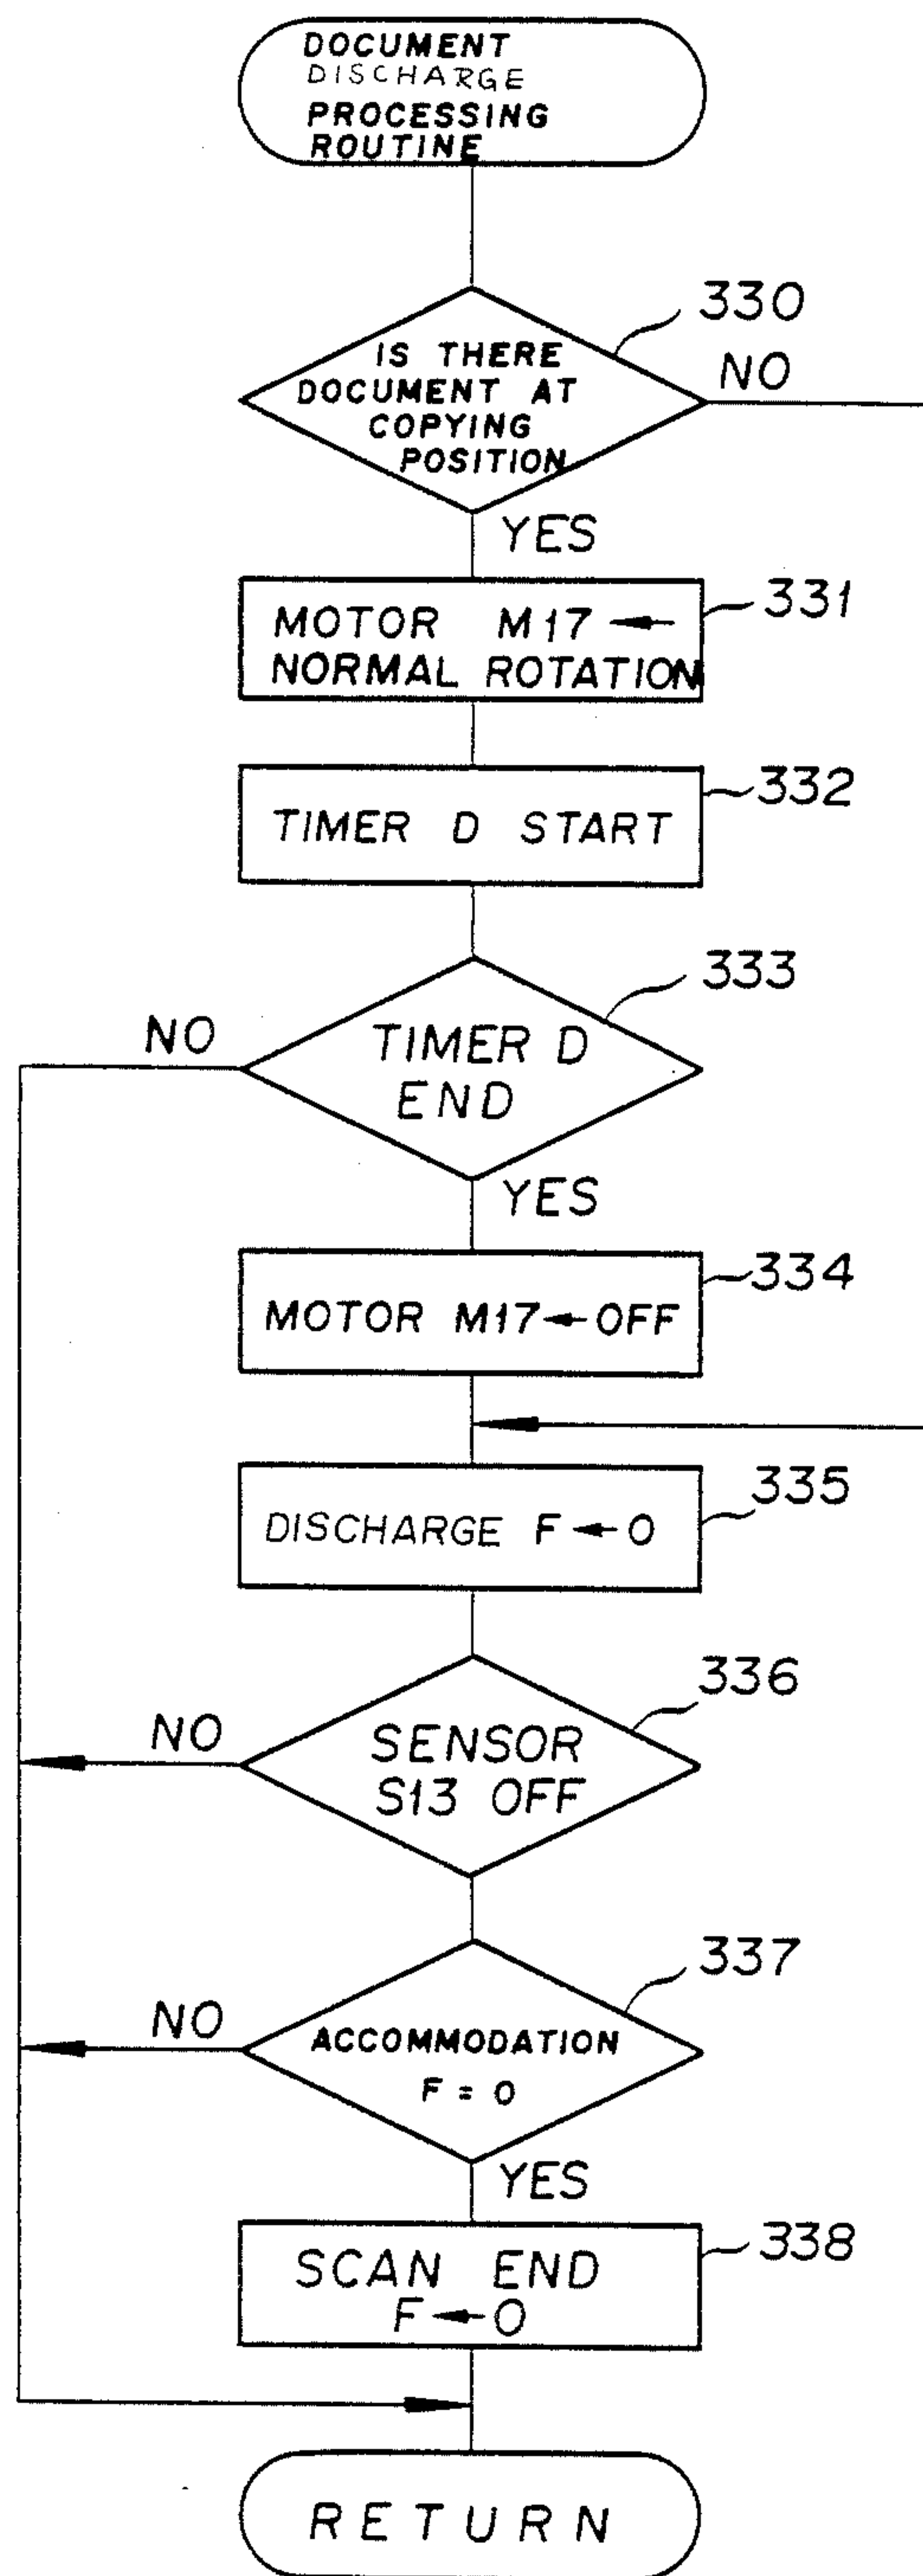 DOCUMENT
DISCHARGE
PROCESSING
ROUTINE
330
IS THERE
DOCUMENT AT
COPYING
POSITION
NO
YES
331
MOTOR M17 ←
NORMAL ROTATION
332
TIMER D START
333
NO
TIMER D
END
YES
334
MOTOR M17 ← OFF
335
DISCHARGE F ← 0
336
NO
SENSOR
S13 OFF
337
NO
ACCOMMODATION
F = 0
YES
338
SCAN END
F ← 0
RETURN